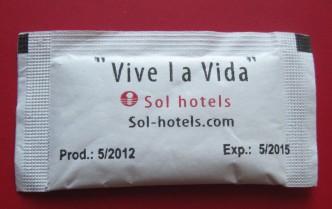 "Vive la Vida"
Sol hotels
Sol-hotels.com
Prod.: 5/2012 Exp.: 5/2015